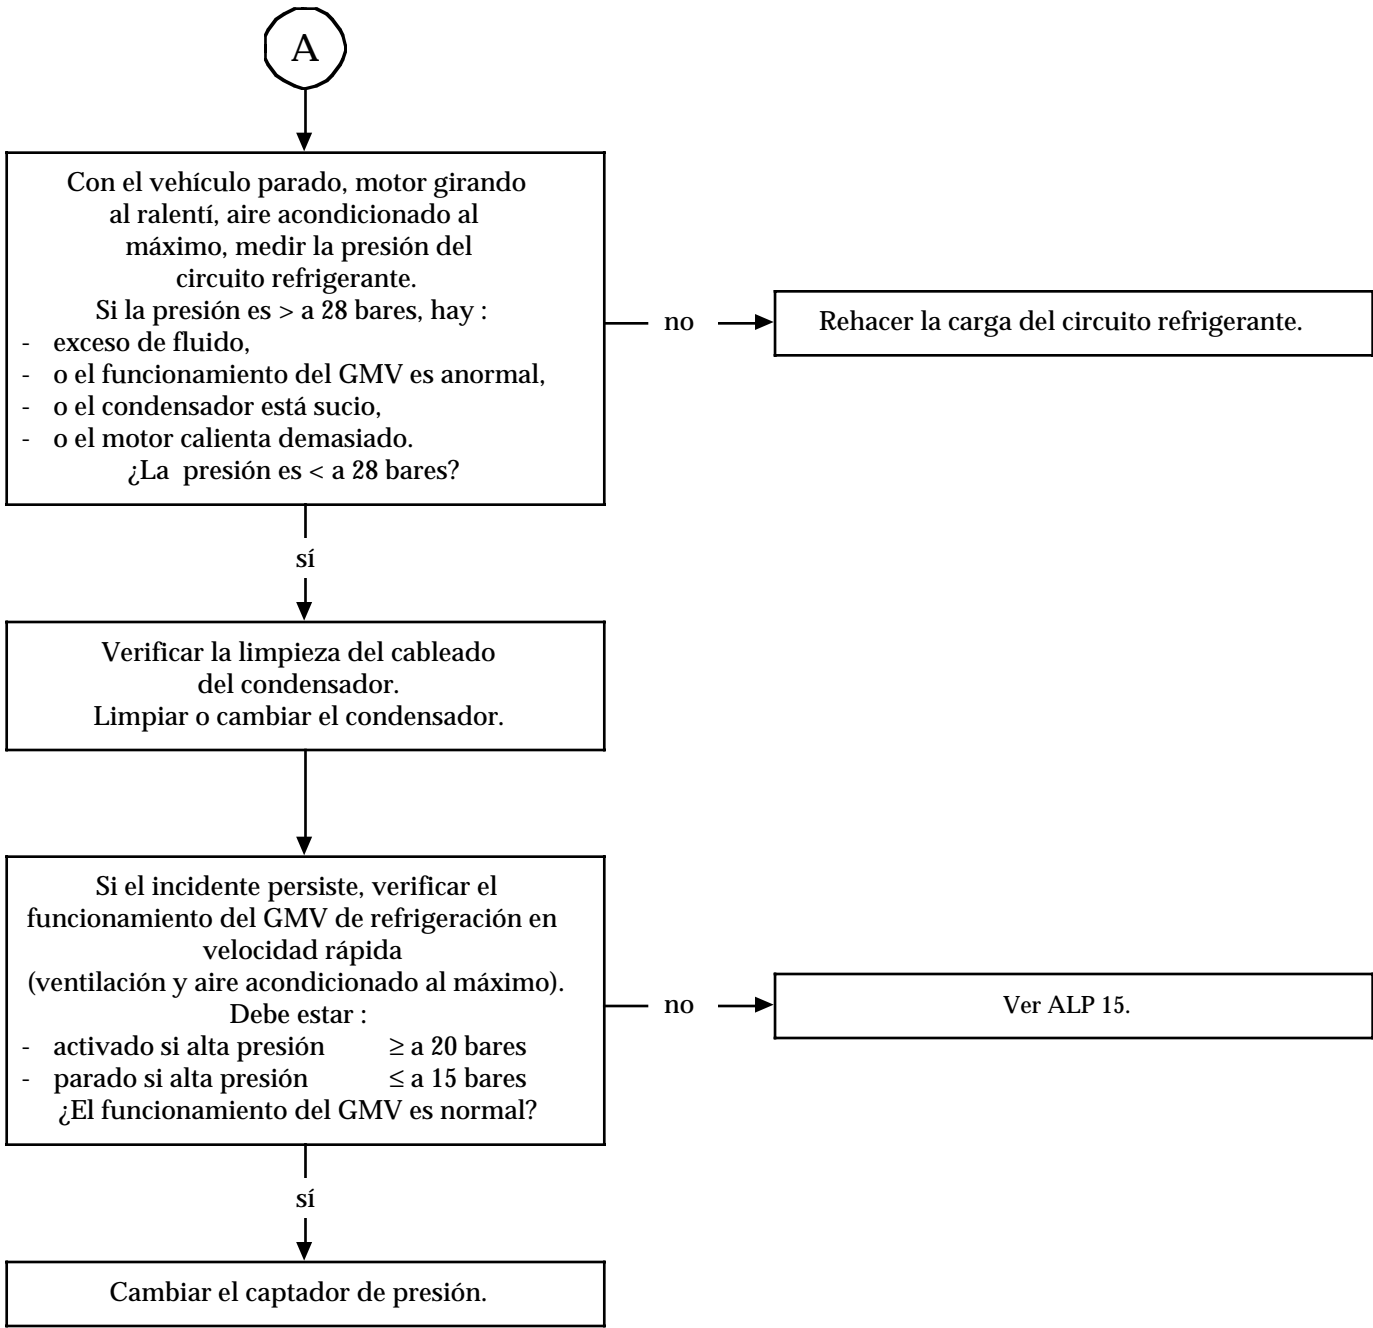 A
Con el vehículo parado, motor girando
al ralentí, aire acondicionado al
máximo, medir la presión del
circuito refrigerante.
Si la presión es > a 28 bares, hay :
- exceso de fluido,
- o el funcionamiento del GMV es anormal,
- o el condensador está sucio,
- o el motor calienta demasiado.
¿La presión es < a 28 bares?
no
Rehacer la carga del circuito refrigerante.
sí
Verificar la limpieza del cableado
del condensador.
Limpiar o cambiar el condensador.
Si el incidente persiste, verificar el
funcionamiento del GMV de refrigeración en
velocidad rápida
(ventilación y aire acondicionado al máximo).
Debe estar :
- activado si alta presión ≥ a 20 bares
- parado si alta presión ≤ a 15 bares
¿El funcionamiento del GMV es normal?
no
Ver ALP 15.
sí
Cambiar el captador de presión.